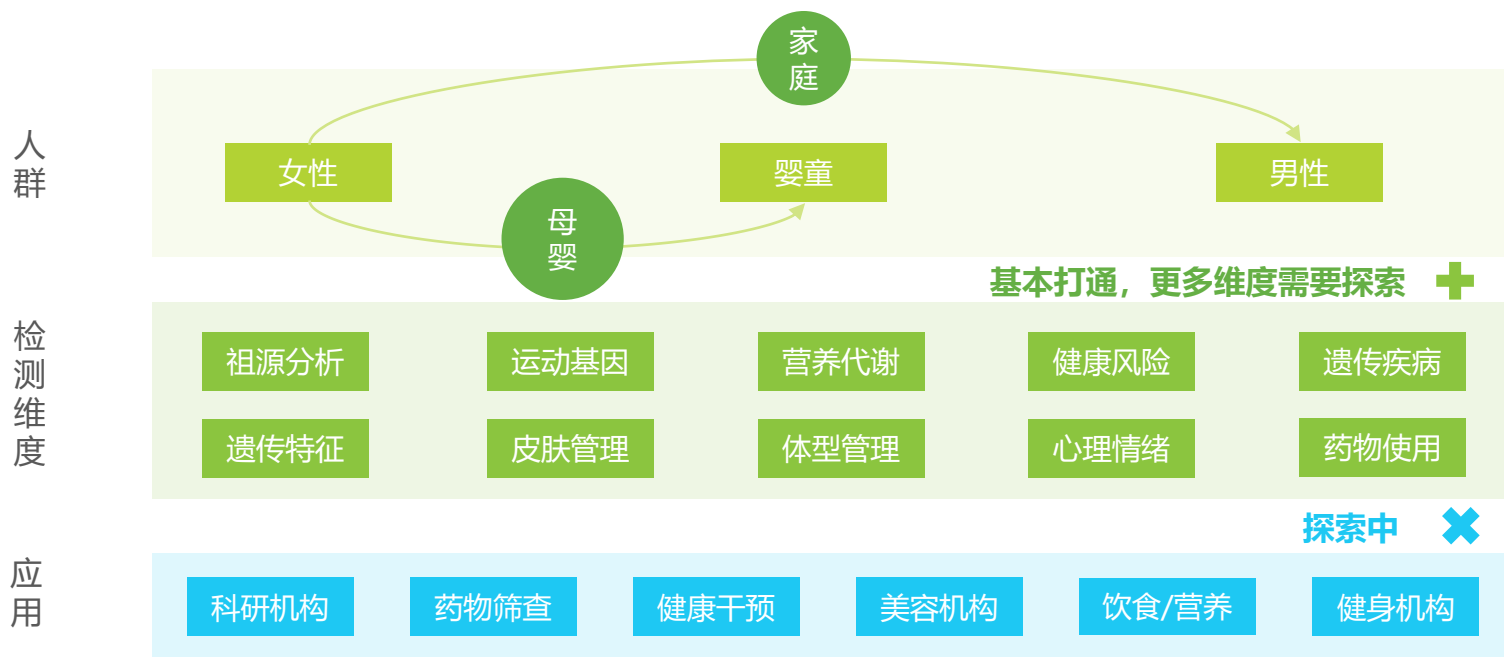 家庭
人群
女性
婴童
男性
母婴
基本打通，更多维度需要探索
检测维度
祖源分析
运动基因
营养代谢
健康风险
遗传疾病
遗传特征
皮肤管理
体型管理
心理情绪
药物使用
探索中
应用
科研机构
药物筛查
健康干预
美容机构
饮食/营养
健身机构